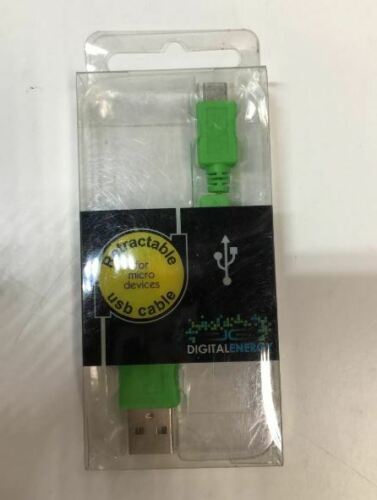 Retractable
for
micro
devices
usb cable
DIGITALENERGY